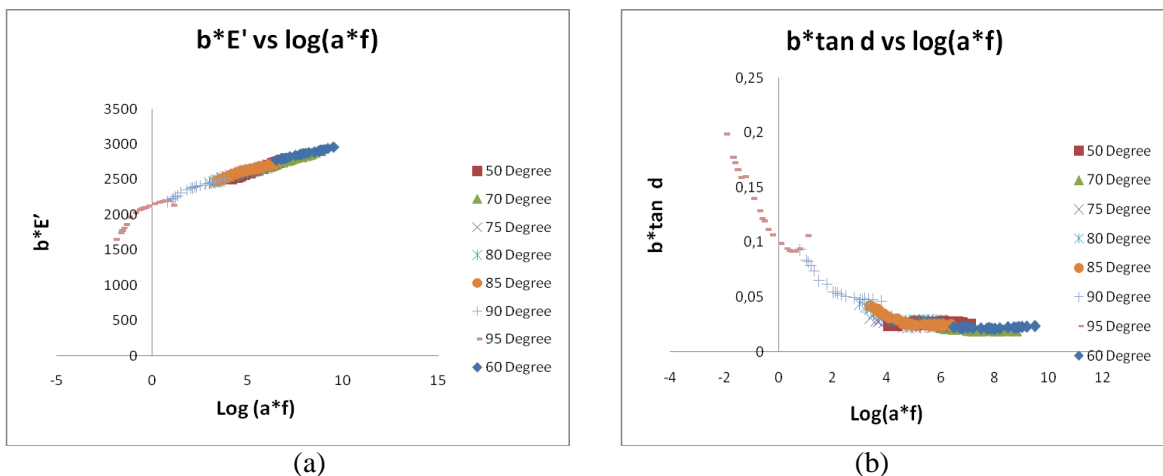 b*E' vs log(a*f)
3500
3000
2500
2000
1500
1000
500
0
-5
0
5
10
15
b*E'
Log (a*f)
50 Degree
70 Degree
75 Degree
80 Degree
85 Degree
90 Degree
95 Degree
60 Degree
(a)
b*tan d vs log(a*f)
0,25
0,2
0,15
0,1
0,05
0
-4
-2
0
2
4
6
8
10
12
b*tan d
Log(a*f)
50 Degree
70 Degree
75 Degree
80 Degree
85 Degree
90 Degree
95 Degree
60 Degree
(b)